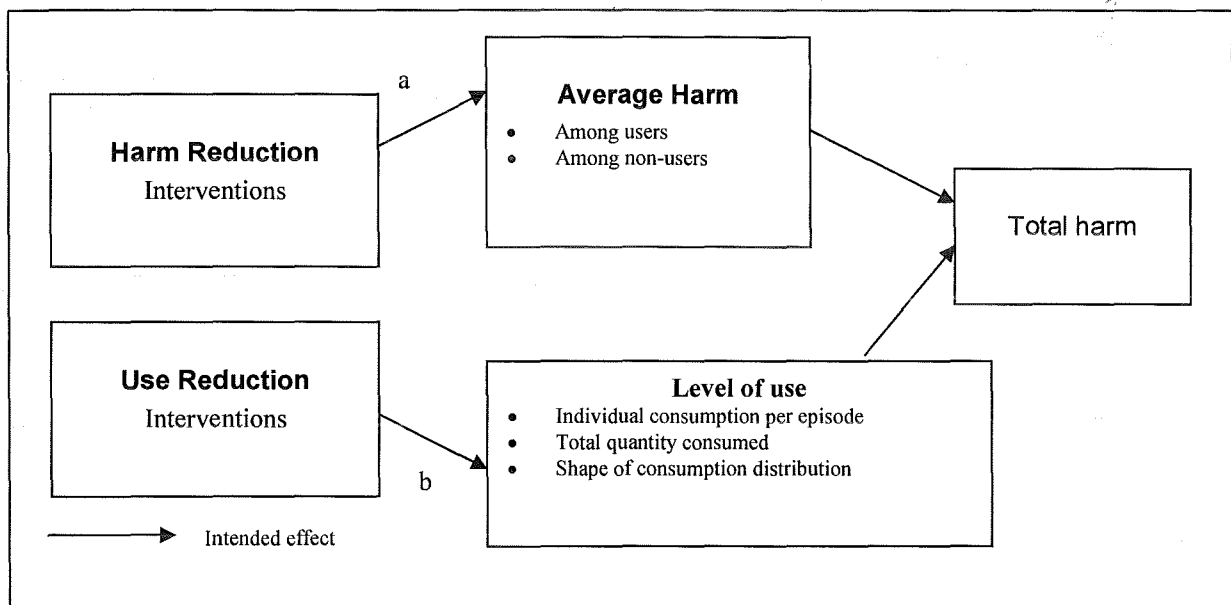 a
Harm Reduction
Interventions
Average Harm
• Among users
• Among non-users
Total harm
Use Reduction
Interventions
b
Level of use
• Individual consumption per episode
• Total quantity consumed
• Shape of consumption distribution
Intended effect